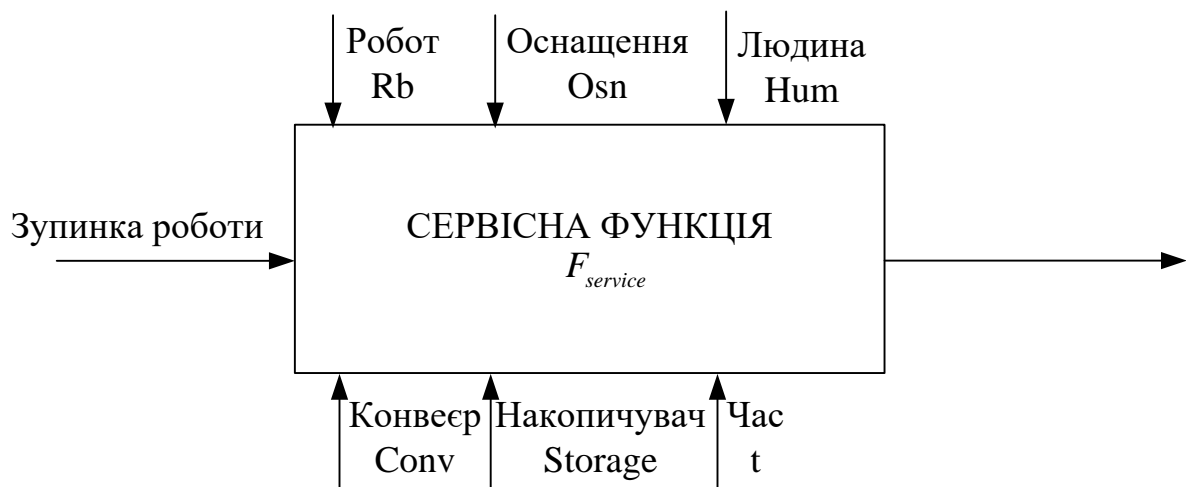 Робот
Rb
Оснащення
Osn
Людина
Hum
Зупинка роботи
СЕРВІСНА ФУНКЦІЯ
F service
Конвеєр
Conv
Накопичувач
Storage
Час
t